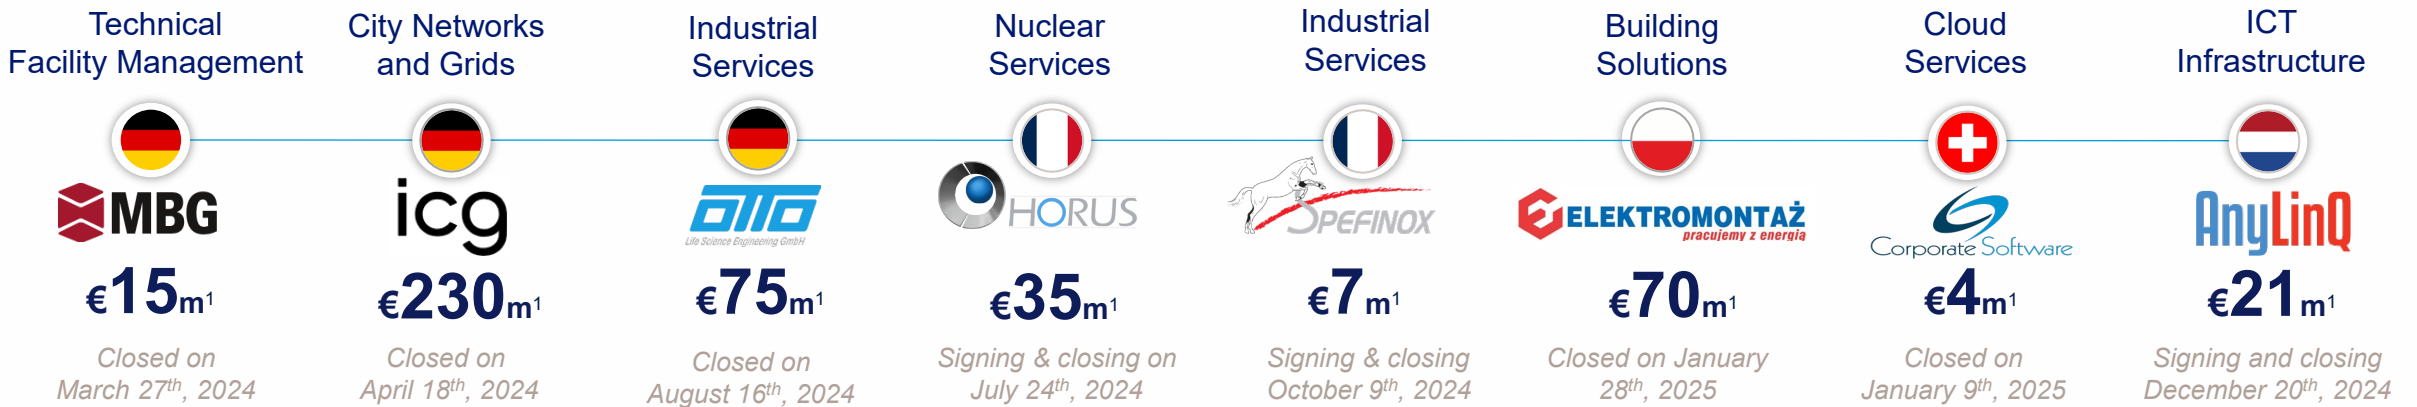 Technical
Facility Management
MBG
€15m¹
Closed on
March 27th, 2024
City Networks
and Grids
icg
€230m¹
Closed on
April 18th, 2024
Industrial
Services
OTTO
Life Science Engineering GmbH
€75m¹
Closed on
August 16th, 2024
Nuclear
Services
HORUS
€35m¹
Signing & closing on
July 24th, 2024
Industrial
Services
SPEFINOX
€7m¹
Signing & closing
October 9th, 2024
Building
Solutions
ELEKTROMONTAŻ
pracujemy z energią
€70m¹
Closed on January
28th, 2025
Cloud
Services
Corporate Software
€4m¹
Closed on
January 9th, 2025
ICT
Infrastructure
AnyLinQ
€21m¹
Signing and closing
December 20th, 2024